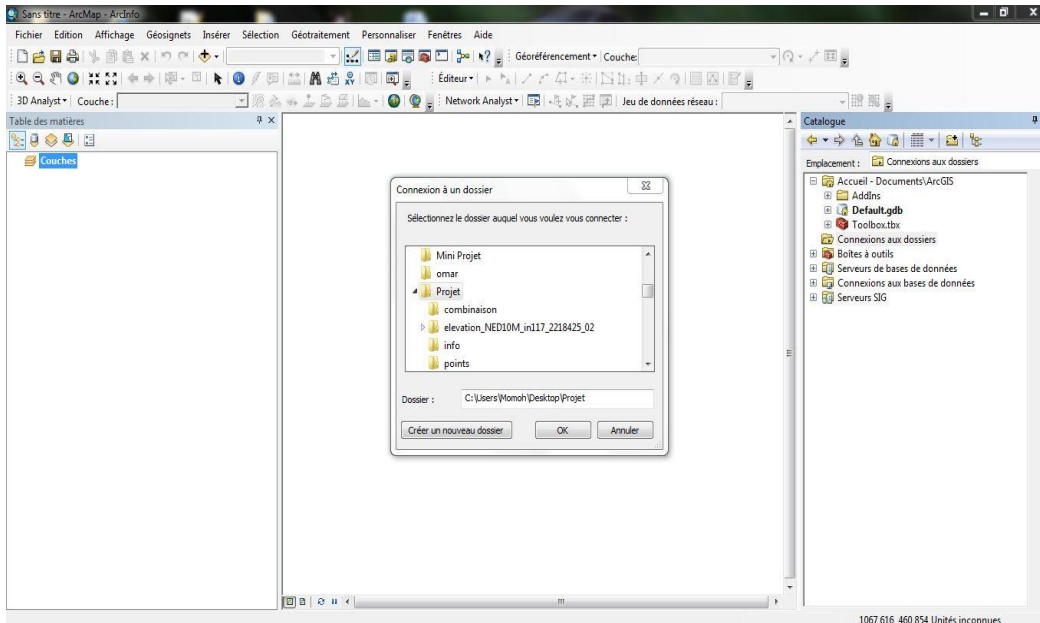 Sans titre - ArcMap - ArcInfo
Fichier Edition Affichage Géosignets Insérer Sélection Géotraitement Personnaliser Fenêtres Aide
Géoréférencement Couche:
Éditeur
3D Analyst Couche : Network Analyst Jeu de données réseau :
Table des matières
Couches
Connexion à un dossier
Sélectionnez le dossier auquel vous voulez vous connecter :
Mini Projet
omar
Projet
combinaison
elevation_NED10M_in117_2218425_02
info
points
Dossier : C:\Users\Momoh\Desktop\Projet
Créer un nouveau dossier OK Annuler
Catalogue
Emplacement : Connexions aux dossiers
Accueil - Documents\ArcGIS
AddIns
Default.gdb
Toolbox.tbx
Connexions aux dossiers
Boîtes à outils
Serveurs de bases de données
Connexions aux bases de données
Serveurs SIG
1067,616 460,854 Unités inconnues